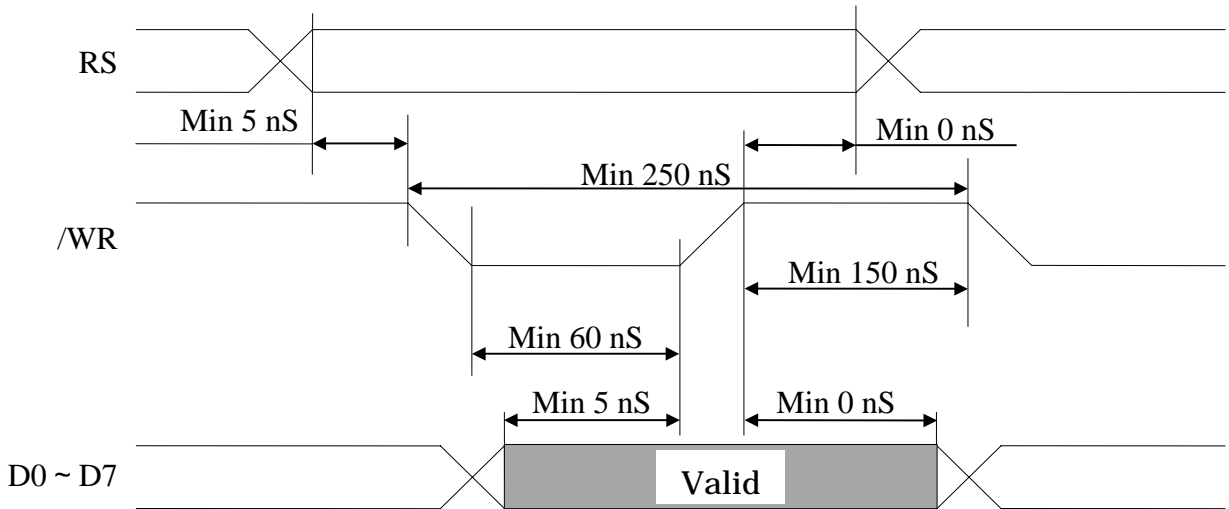 RS
Min 5 nS
Min 0 nS
Min 250 nS
/WR
Min 150 nS
Min 60 nS
Min 5 nS
Min 0 nS
D0 ~ D7
Valid